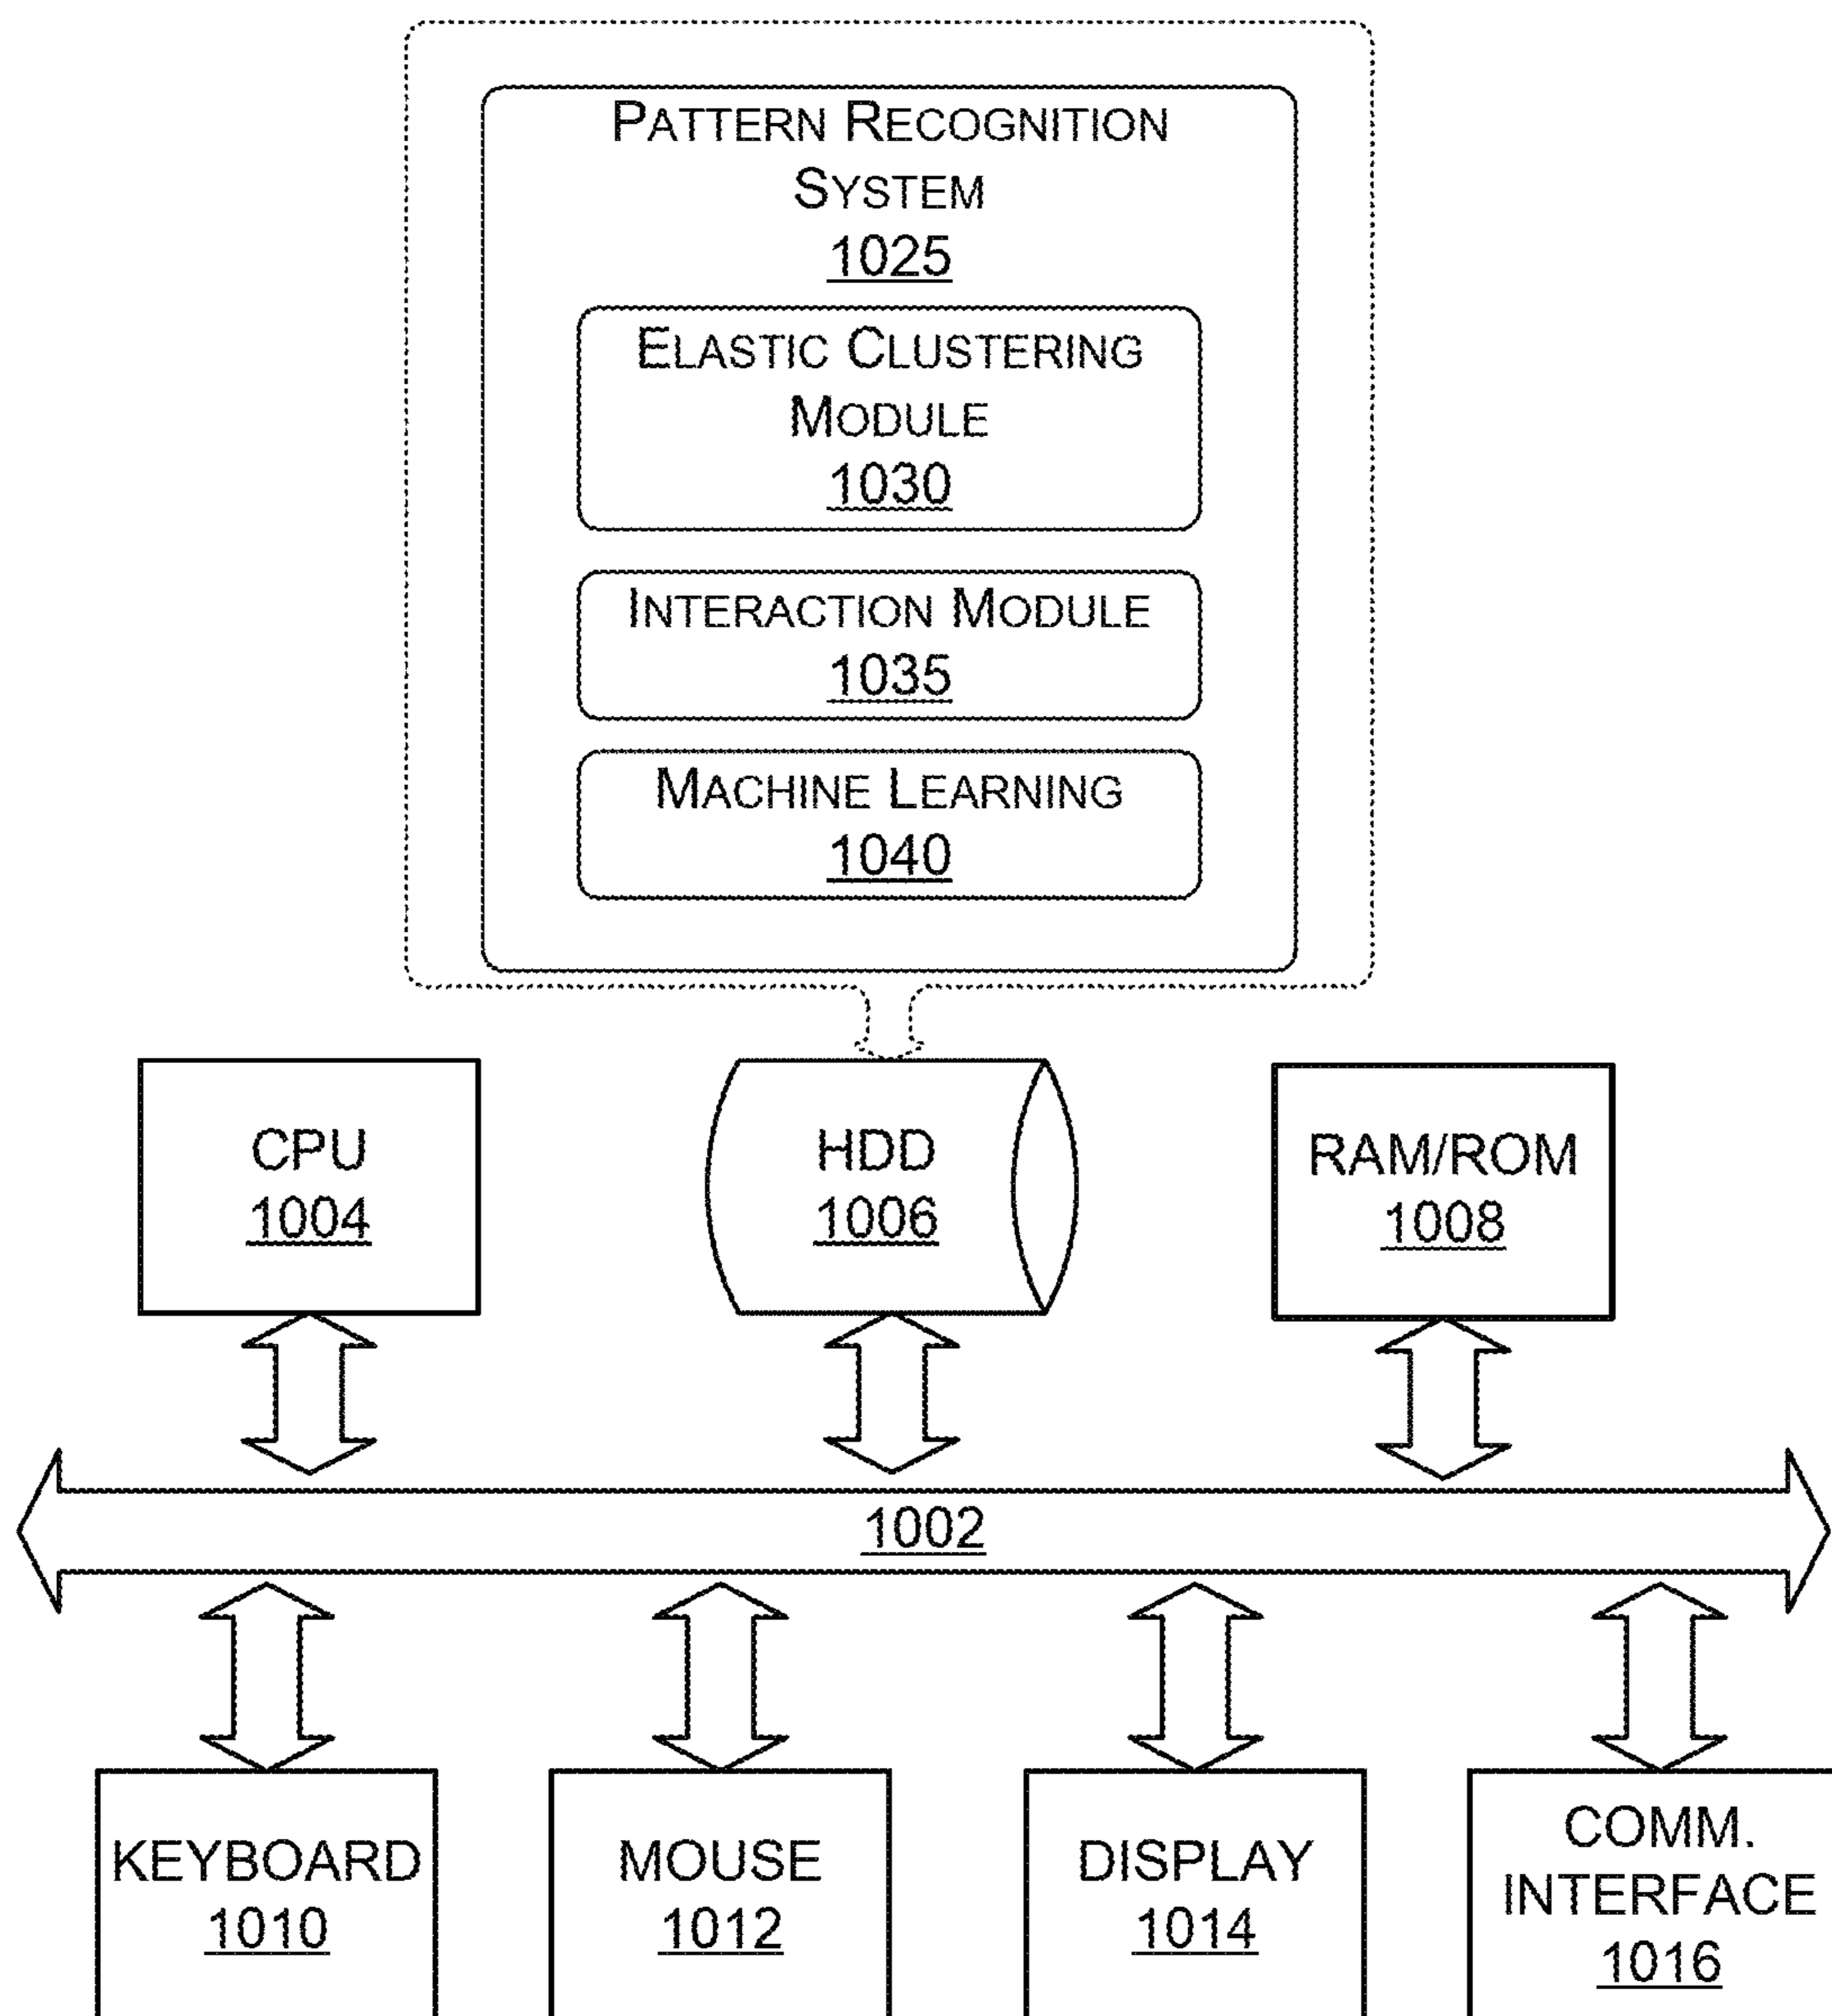 PATTERN RECOGNITION
SYSTEM
1025
ELASTIC CLUSTERING
MODULE
1030
INTERACTION MODULE
1035
MACHINE LEARNING
1040
CPU
1004
HDD
1006
RAM/ROM
1008
1002
KEYBOARD
1010
MOUSE
1012
DISPLAY
1014
COMM.
INTERFACE
1016